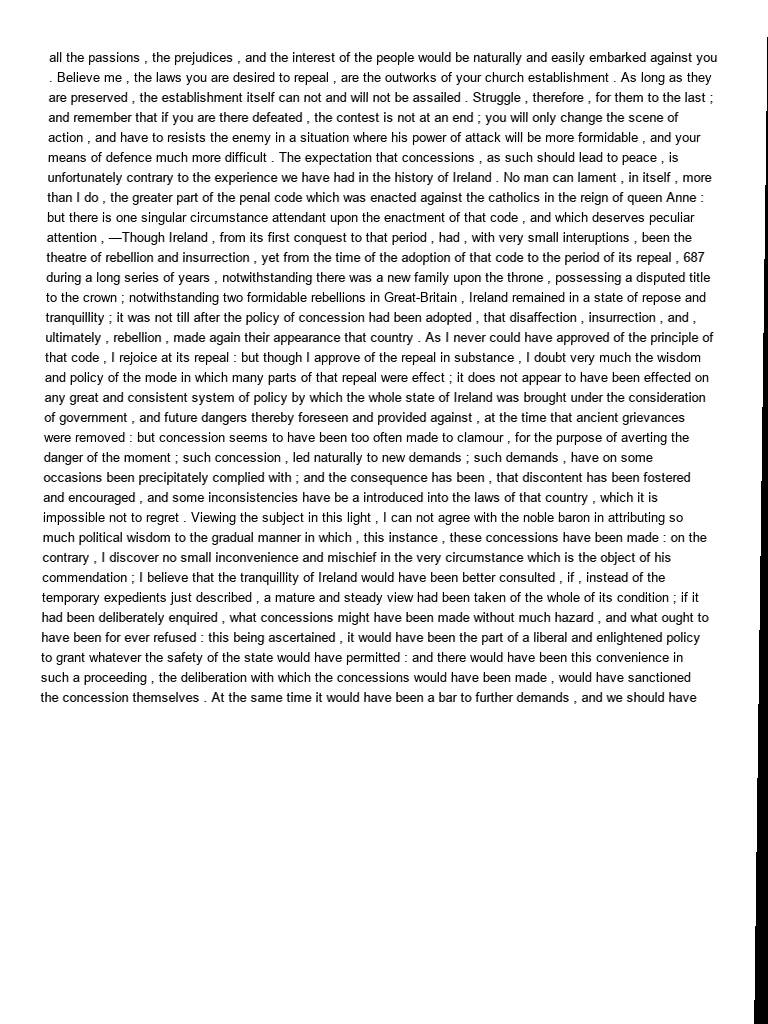 all the passions , the prejudices , and the interest of the people would be naturally and easily embarked against you
. Believe me , the laws you are desired to repeal , are the outworks of your church establishment . As long as they
are preserved , the establishment itself can not and will not be assailed . Struggle , therefore , for them to the last ;
and remember that if you are there defeated , the contest is not at an end ; you will only change the scene of
action , and have to resists the enemy in a situation where his power of attack will be more formidable , and your
means of defence much more difficult . The expectation that concessions , as such should lead to peace , is
unfortunately contrary to the experience we have had in the history of Ireland . No man can lament , in itself , more
than I do , the greater part of the penal code which was enacted against the catholics in the reign of queen Anne :
but there is one singular circumstance attendant upon the enactment of that code , and which deserves peculiar
attention , —Though Ireland , from its first conquest to that period , had , with very small interuptions , been the
theatre of rebellion and insurrection , yet from the time of the adoption of that code to the period of its repeal , 687
during a long series of years , notwithstanding there was a new family upon the throne , possessing a disputed title
to the crown ; notwithstanding two formidable rebellions in Great-Britain , Ireland remained in a state of repose and
tranquillity ; it was not till after the policy of concession had been adopted , that disaffection , insurrection , and ,
ultimately , rebellion , made again their appearance that country . As I never could have approved of the principle of
that code , I rejoice at its repeal : but though I approve of the repeal in substance , I doubt very much the wisdom
and policy of the mode in which many parts of that repeal were effect ; it does not appear to have been effected on
any great and consistent system of policy by which the whole state of Ireland was brought under the consideration
of government , and future dangers thereby foreseen and provided against , at the time that ancient grievances
were removed : but concession seems to have been too often made to clamour , for the purpose of averting the
danger of the moment ; such concession , led naturally to new demands ; such demands , have on some
occasions been precipitately complied with ; and the consequence has been , that discontent has been fostered
and encouraged , and some inconsistencies have be a introduced into the laws of that country , which it is
impossible not to regret . Viewing the subject in this light , I can not agree with the noble baron in attributing so
much political wisdom to the gradual manner in which , this instance , these concessions have been made : on the
contrary , I discover no small inconvenience and mischief in the very circumstance which is the object of his
commendation ; I believe that the tranquillity of Ireland would have been better consulted , if , instead of the
temporary expedients just described , a mature and steady view had been taken of the whole of its condition ; if it
had been deliberately enquired , what concessions might have been made without much hazard , and what ought to
have been for ever refused : this being ascertained , it would have been the part of a liberal and enlightened policy
to grant whatever the safety of the state would have permitted : and there would have been this convenience in
such a proceeding , the deliberation with which the concessions would have been made , would have sanctioned
the concession themselves . At the same time it would have been a bar to further demands , and we should have